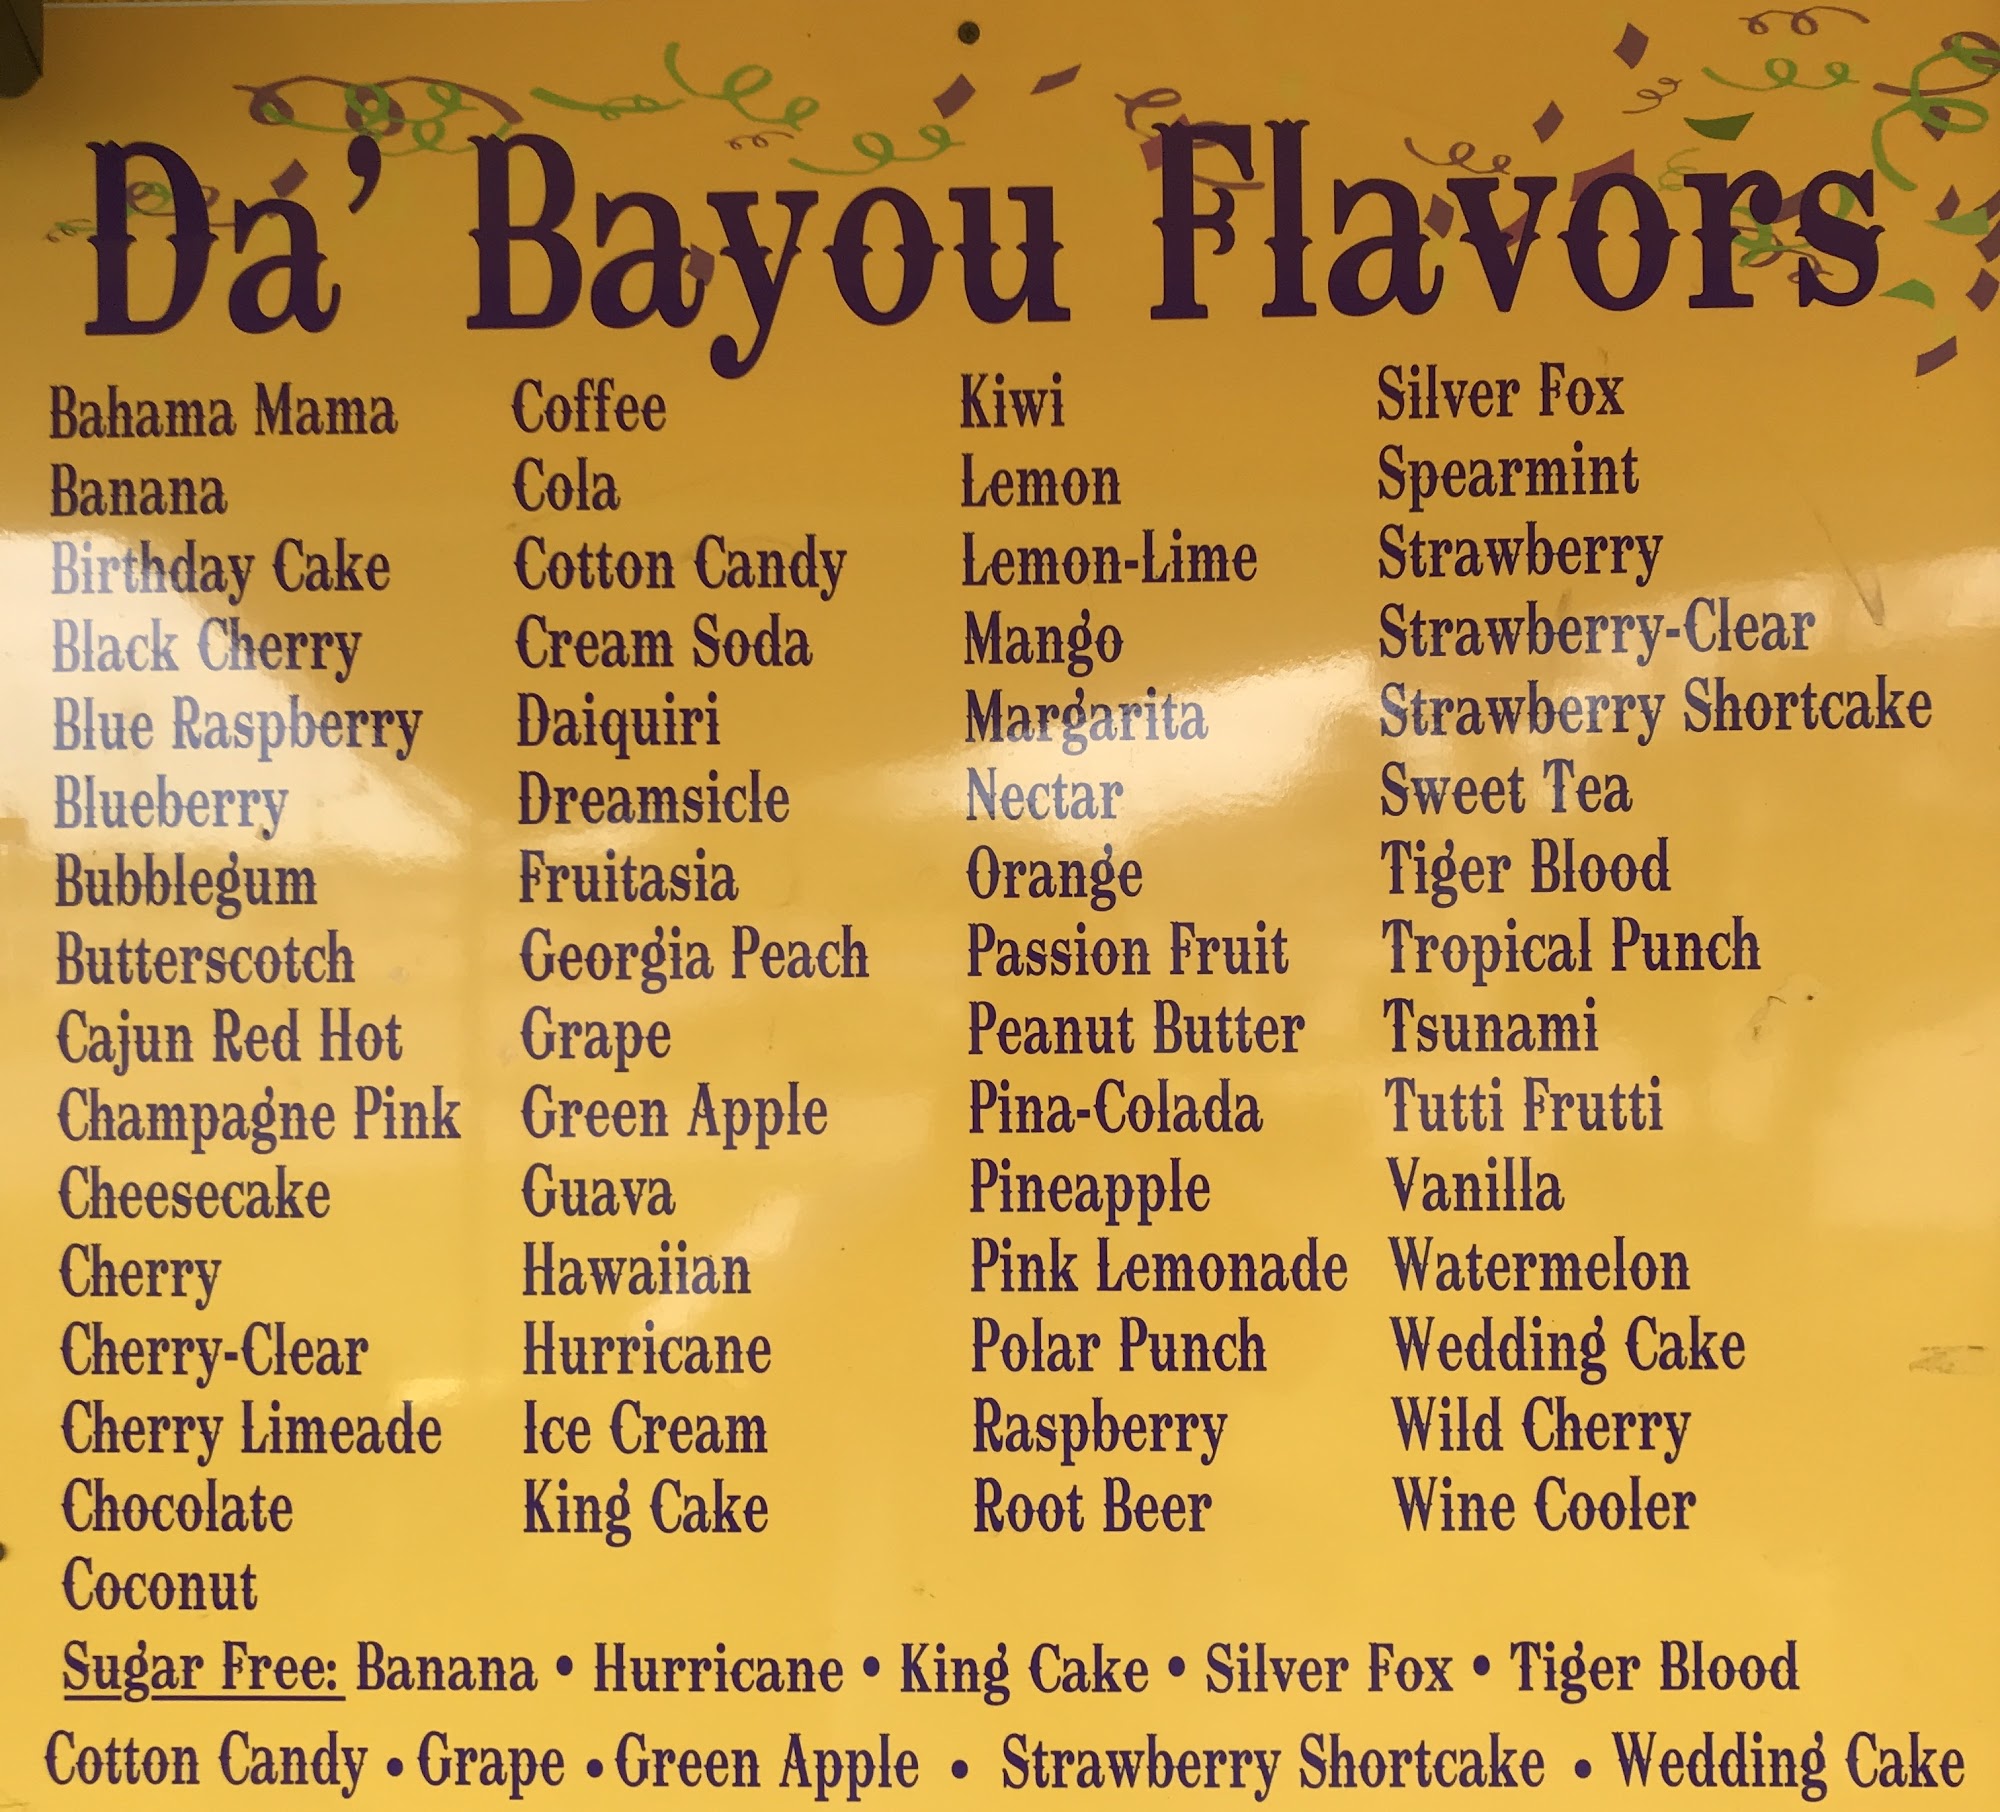 Da' Bayou Flavors
Bahama Mama
Banana
Birthday Cake
Black Cherry
Blue Raspberry
Blueberry
Bubblegum
Butterscotch
Cajun Red Hot
Champagne Pink
Cheesecake
Cherry
Cherry-Clear
Cherry Limeade
Chocolate
Coconut
Coffee
Cola
Cotton Candy
Cream Soda
Daiquiri
Dreamsicle
Fruitasia
Georgia Peach
Grape
Green Apple
Guava
Hawaiian
Hurricane
Ice Cream
King Cake
Kiwi
Lemon
Lemon-Lime
Mango
Margarita
Nectar
Orange
Passion Fruit
Peanut Butter
Pina-Colada
Pineapple
Pink Lemonade
Polar Punch
Raspberry
Root Beer
Silver Fox
Spearmint
Strawberry
Strawberry-Clear
Strawberry Shortcake
Sweet Tea
Tiger Blood
Tropical Punch
Tsunami
Tutti Frutti
Vanilla
Watermelon
Wedding Cake
Wild Cherry
Wine Cooler
Sugar Free: Banana • Hurricane • King Cake • Silver Fox • Tiger Blood
Cotton Candy • Grape • Green Apple • Strawberry Shortcake • Wedding Cake